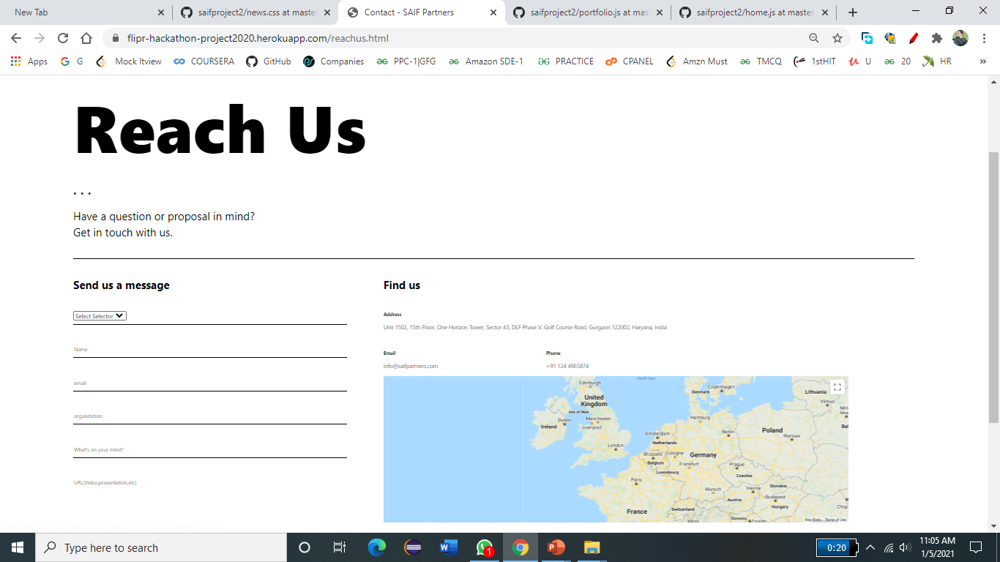 New Tab
saifproject2/news.css at master
Contact - SAIF Partners
saifproject2/portfolio.js at mas
saifproject2/home.js at master
flipr-hackathon-project2020.herokuapp.com/reachus.html
Apps G Mock Itview COURSERA GitHub Companies PPC-1|GFG Amazon SDE-1 PRACTICE CPANEL Amzn Must TMCQ 1stHIT U 20 HR »
Reach Us
. . .
Have a question or proposal in mind?
Get in touch with us.
Send us a message
Select Selector
Name
email
organization
What's on your mind?
URL(Video,presentation,etc)
Find us
Address
Unit 1502, 15th Floor, One Horizon Tower, Sector 43, DLF Phase V, Golf Course Road, Gurgaon 122002, Haryana, India
Email Phone
info@saifpartners.com +91 124 4965874
North Sea
Edinburgh
United
Kingdom
Isle of Man
Dublin
Ireland
Manchester
Liverpool
London
Copenhagen
Denmark
Lithuania
Vilnius
Hamburg
Amsterdam
Netherlands
Berlin
Poland
Warsaw
Brussels
Belgium
Cologne
Germany
Frankfurt
Luxembourg
Prague
Czechia
Paris
Munich
Vienna
Slovakia
Austria
Budapest
Hungary
France
Switzerland
Slovenia
Zagreb
Map Data Terms of Use
Type here to search
1
0:20
11:05 AM
1/5/2021